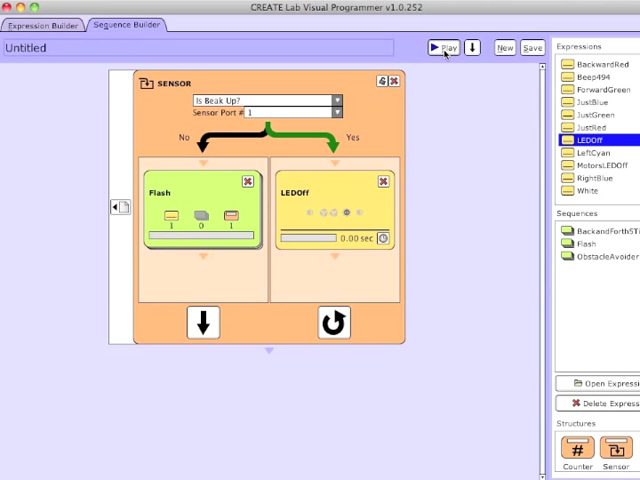 CREATE Lab Visual Programmer v1.0.252
Expression Builder
Sequence Builder
Untitled
Play
New
Save
SENSOR
Is Beak Up?
Sensor Port #
1
No
Yes
Flash
1
0
1
LEDOff
0.00 sec
Expressions
BackwardRed
Beep494
ForwardGreen
JustBlue
JustGreen
JustRed
LEDOff
LeftCyan
MotorsLEDOff
RightBlue
White
Sequences
BackandForthSTi
Flash
ObstacleAvoider
Open Expressi
Delete Express
Structures
#
Counter
Sensor